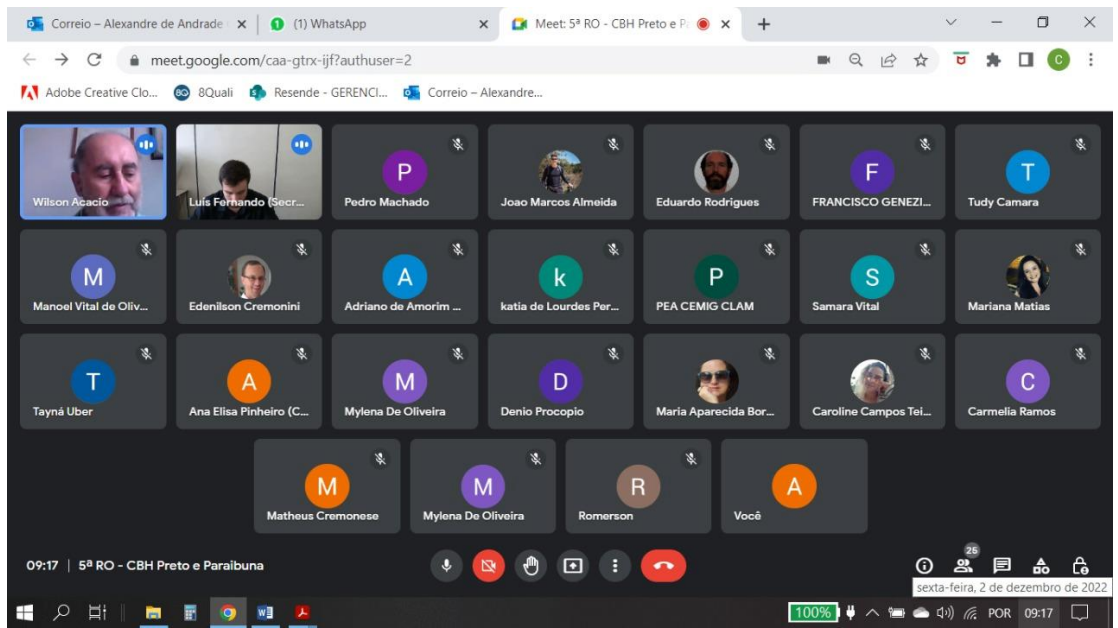 Correio – Alexandre de Andrade
(1) WhatsApp
Meet: 5ª RO - CBH Preto e P
meet.google.com/caa-gtrx-ijf?authuser=2
C
Adobe Creative Clo...
8Quali
Resende - GERENCI...
Correio – Alexandre...
Wilson Acacio
Luis Fernando (Secr...
P
Pedro Machado
Joao Marcos Almeida
Eduardo Rodrigues
F
FRANCISCO GENEZI...
T
Tudy Camara
M
Manoel Vital de Oliv...
Edenilson Cremonini
A
Adriano de Amorim ...
k
katia de Lourdes Per...
P
PEA CEMIG CLAM
S
Samara Vital
Mariana Matias
T
Tayná Uber
A
Ana Elisa Pinheiro (C...
M
Mylena De Oliveira
D
Denio Procopio
Maria Aparecida Bor...
Caroline Campos Tei...
C
Carmelia Ramos
M
Matheus Cremonese
M
Mylena De Oliveira
R
Romerson
A
Você
09:17 | 5ª RO - CBH Preto e Paraibuna
25
sexta-feira, 2 de dezembro de 2022
100%
POR
09:17